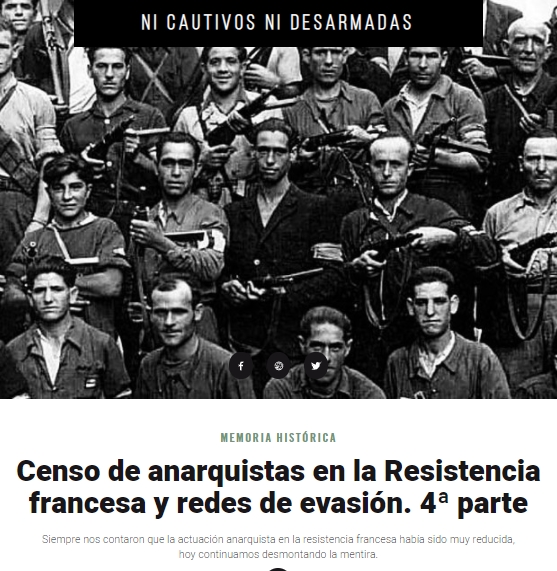 NI CAUTIVOS NI DESARMADAS
MEMORIA HISTÓRICA
Censo de anarquistas en la Resistencia
francesa y redes de evasión. 4ª parte
Siempre nos contaron que la actuación anarquista en la resistencia francesa había sido muy reducida,
hoy continuamos desmontando la mentira.